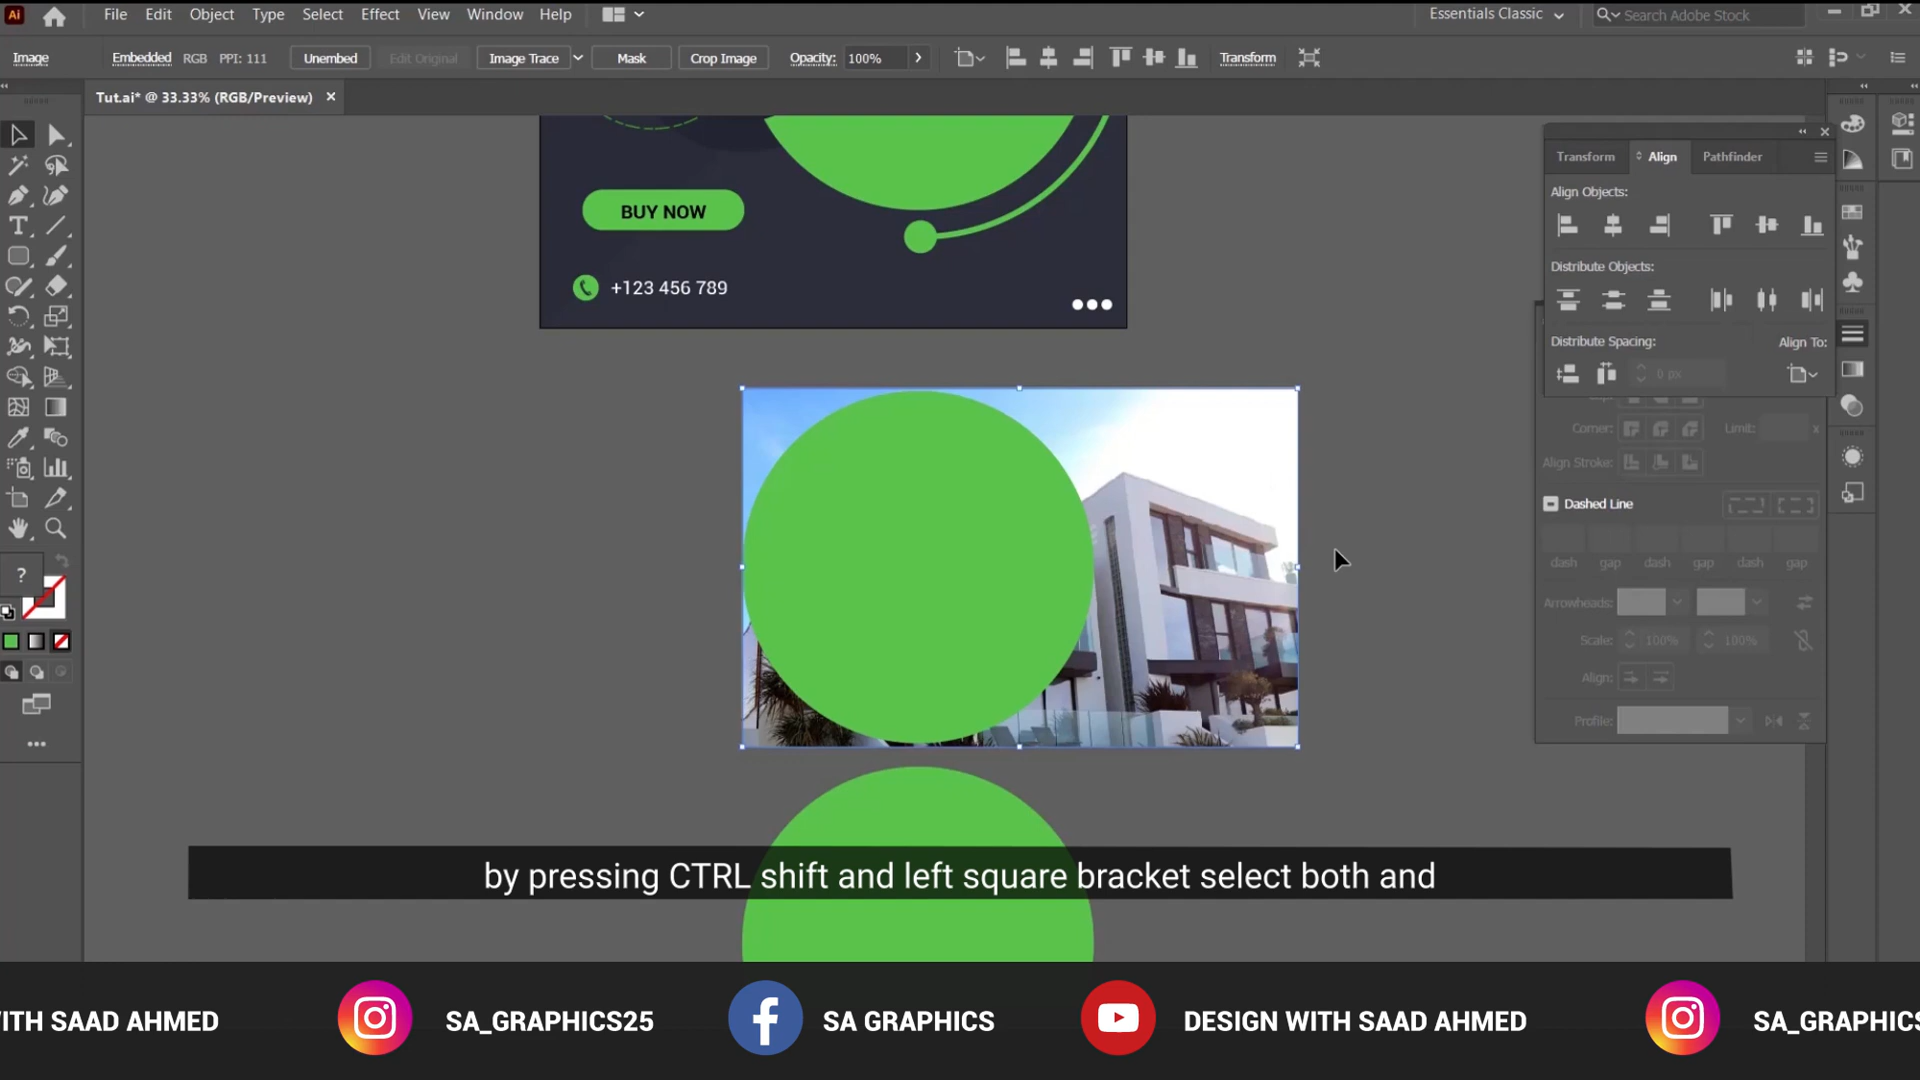 Ai File Edit Object Type Select Effect View Window Help Essentials Classic Search Adobe Stock
Image Embedded RGB PPI: 111 Unembed Edit Original Image Trace Mask Crop Image Opacity: 100% Transform
Tut.ai* @ 33.33% (RGB/Preview)
Transform Align Pathfinder
Align Objects:
Distribute Objects:
Distribute Spacing: Align To:
0 px
Corner: Limit: x
Align Stroke:
Dashed Line
dash gap dash gap dash gap
Arrowheads:
Scale: 100% 100%
Align:
Profile:
?
BUY NOW
+123 456 789
by pressing CTRL shift and left square bracket select both and
ITH SAAD AHMED SA_GRAPHICS25 SA GRAPHICS DESIGN WITH SAAD AHMED SA_GRAPHICS